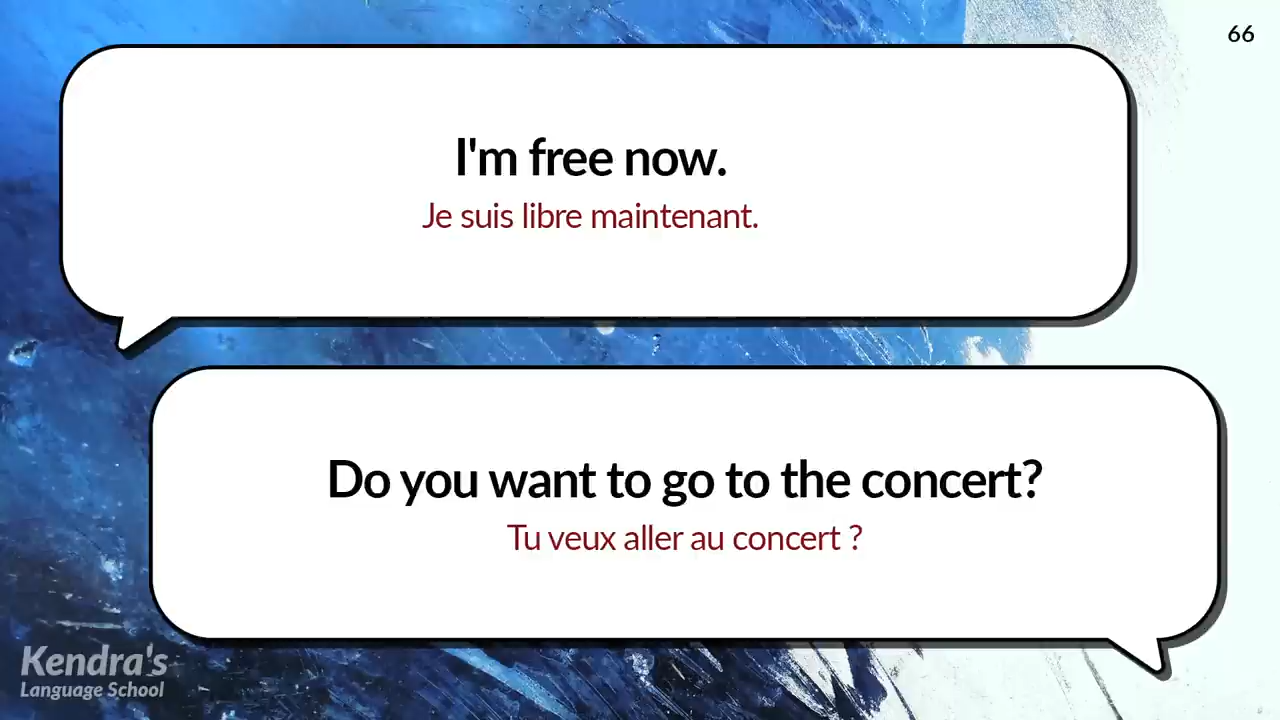 66
I'm free now.
Je suis libre maintenant.
Do you want to go to the concert?
Tu veux aller au concert ?
Kendra's
Language School